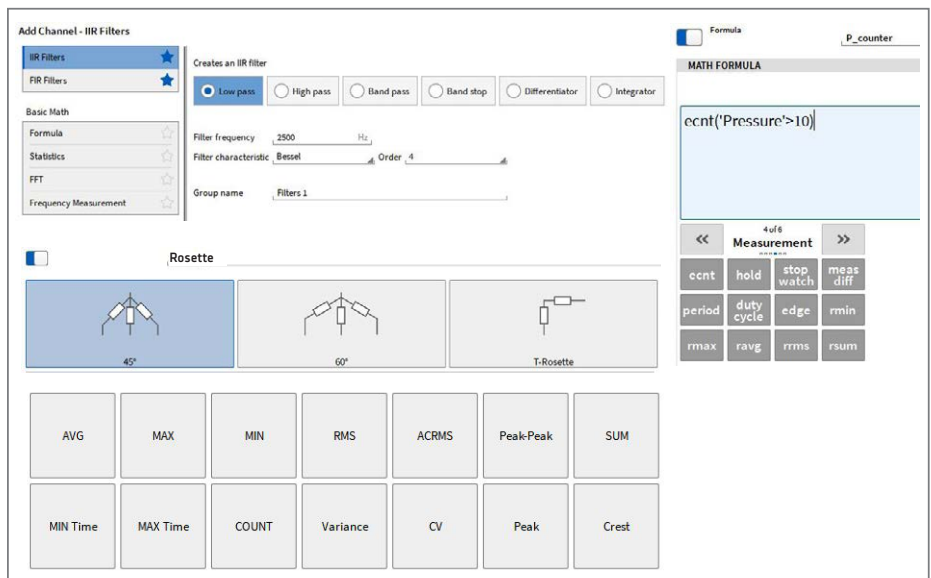 Add Channel - IIR Filters
IIR Filters
FIR Filters
Basic Math
Formula
Statistics
FFT
Frequency Measurement
Creates an IIR filter
Low pass High pass Band pass Band stop Differentiator Integrator
Filter frequency 2500 Hz
Filter characteristic Bessel Order 4
Group name Filters 1
Formula
P_counter
MATH FORMULA
ecnt('Pressure'>10)
4 of 6
« Measurement »
ecnt hold stop watch meas diff
period duty cycle edge rmin
rmax ravg rrms rsum
Rosette
45° 60° T-Rosette
AVG MAX MIN RMS ACRMS Peak-Peak SUM
MIN Time MAX Time COUNT Variance CV Peak Crest